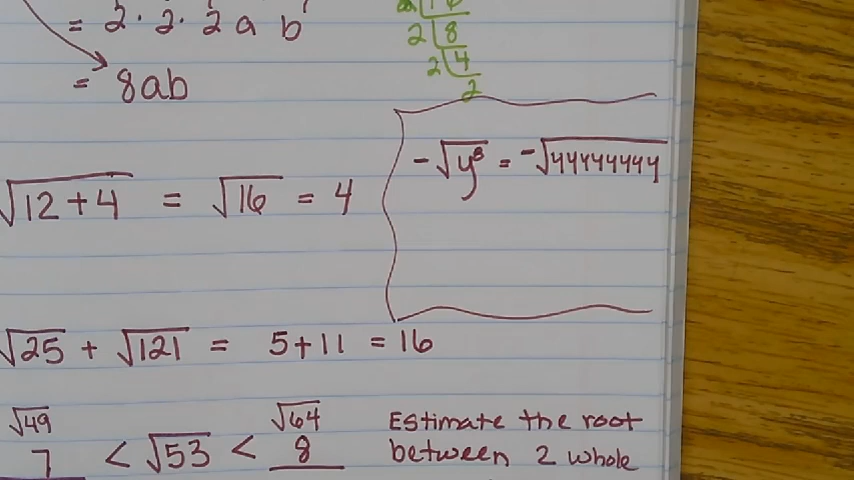 = 2 · 2 · 2 a b
= 8ab
2 8
2 4
2
-√y⁸ = -√yyyyyyyy
√12 + 4 = √16 = 4
√25 + √121 = 5 + 11 = 16
√49 √64
7 < √53 < 8
Estimate the root
between 2 whole